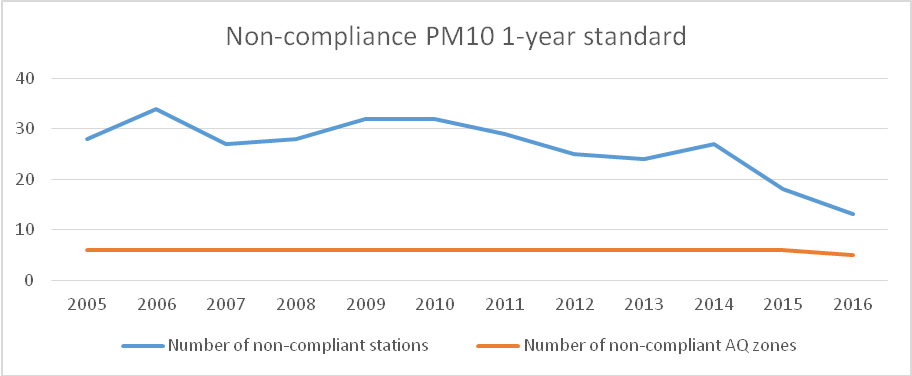 Non-compliance PM10 1-year standard
40
30
20
10
0
2005 2006 2007 2008 2009 2010 2011 2012 2013 2014 2015 2016
Number of non-compliant stations Number of non-compliant AQ zones